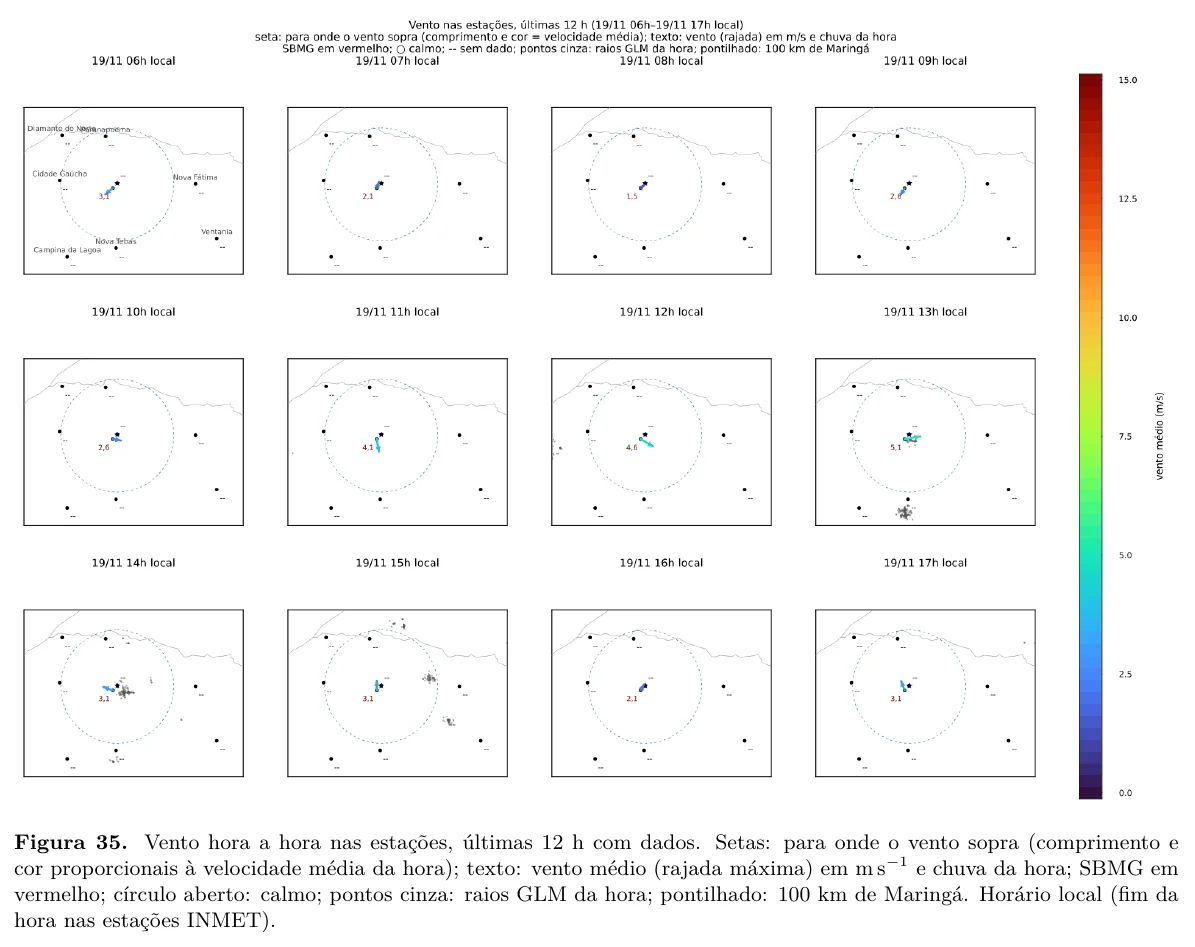 Vento nas estações, últimas 12 h (19/11 06h–19/11 17h local)
seta: para onde o vento sopra (comprimento e cor = velocidade média); texto: vento (rajada) em m/s e chuva da hora
SBMG em vermelho; ○ calmo; -- sem dado; pontos cinza: raios GLM da hora; pontilhado: 100 km de Maringá
19/11 06h local
19/11 07h local
19/11 08h local
19/11 09h local
Diamante do Norte
Cidade Gaúcha
Nova Fátima
Ventania
Nova Tebas
Campina da Lagoa
3,1
2,1
1,5
2,6
19/11 10h local
19/11 11h local
19/11 12h local
19/11 13h local
2,6
4,1
4,6
5,1
19/11 14h local
19/11 15h local
19/11 16h local
19/11 17h local
3,1
3,1
2,1
3,1
15.0
12.5
10.0
7.5
5.0
2.5
0.0
vento médio (m/s)
Figura 35. Vento hora a hora nas estações, últimas 12 h com dados. Setas: para onde o vento sopra (comprimento e
cor proporcionais à velocidade média da hora); texto: vento médio (rajada máxima) em m s⁻¹ e chuva da hora; SBMG em
vermelho; círculo aberto: calmo; pontos cinza: raios GLM da hora; pontilhado: 100 km de Maringá. Horário local (fim da
hora nas estações INMET).